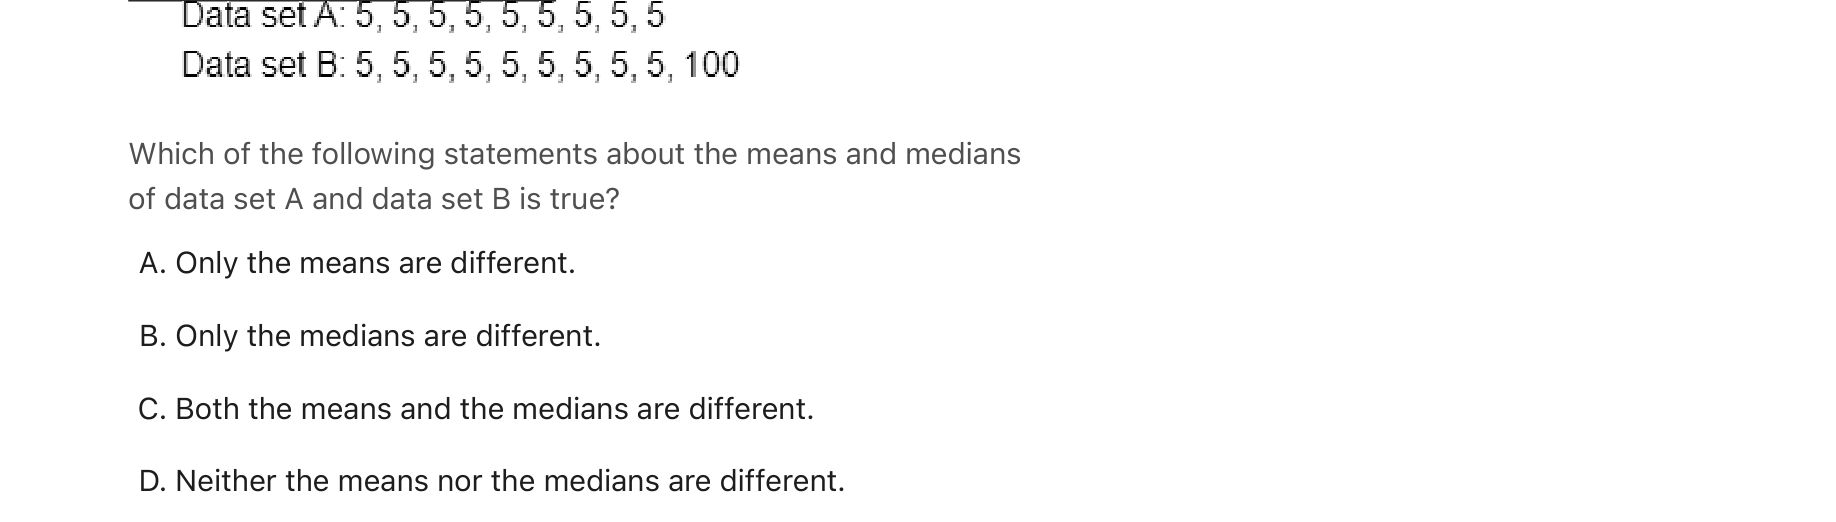 Data set A: 5, 5, 5, 5, 5, 5, 5, 5, 5
Data set B: 5, 5, 5, 5, 5, 5, 5, 5, 5, 100
Which of the following statements about the means and medians
of data set A and data set B is true?
A. Only the means are different.
B. Only the medians are different.
C. Both the means and the medians are different.
D. Neither the means nor the medians are different.